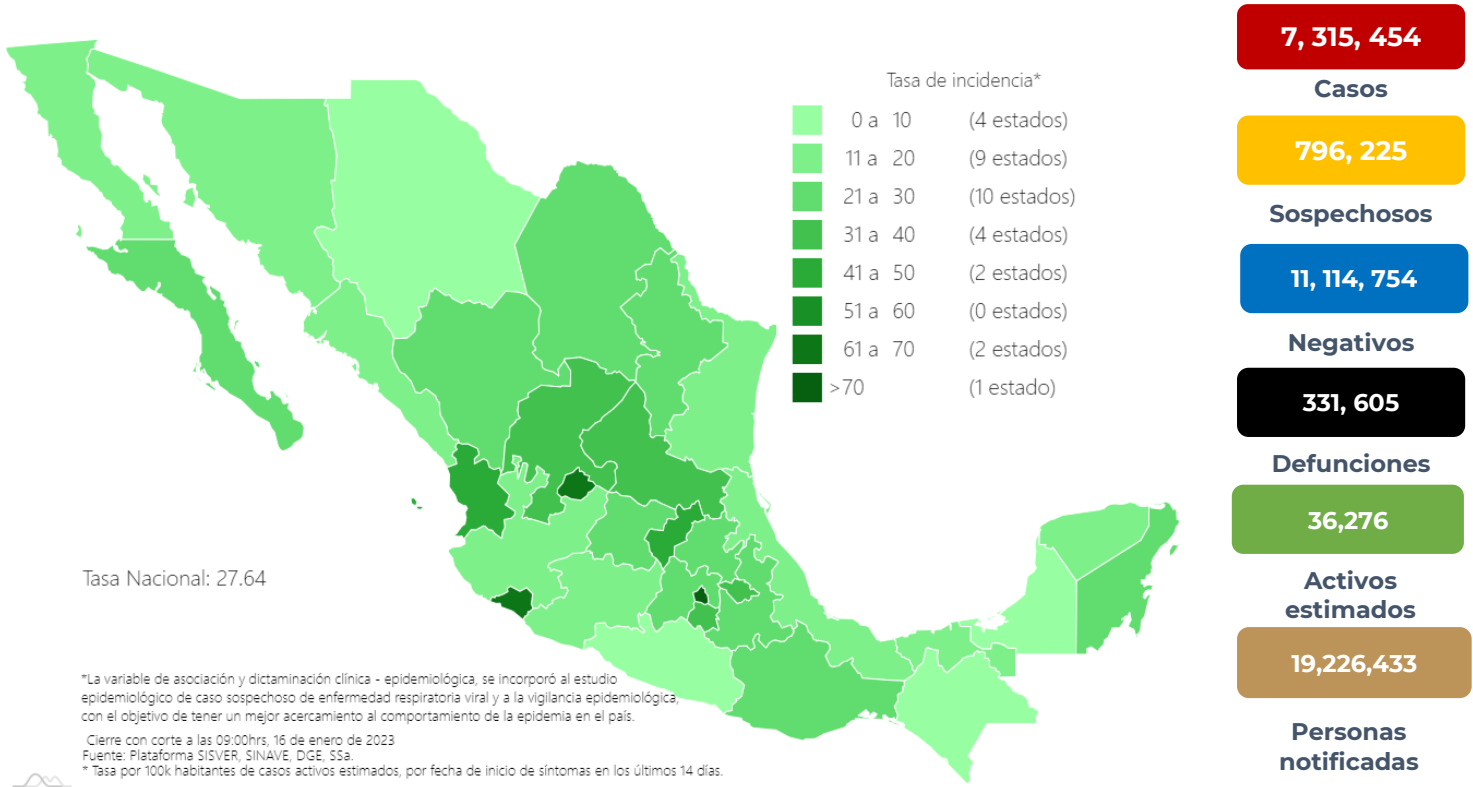 Tasa de incidencia*
0 a 10 (4 estados)
11 a 20 (9 estados)
21 a 30 (10 estados)
31 a 40 (4 estados)
41 a 50 (2 estados)
51 a 60 (0 estados)
61 a 70 (2 estados)
>70 (1 estado)
Tasa Nacional: 27.64
*La variable de asociación y dictaminación clínica - epidemiológica, se incorporó al estudio
epidemiológico de caso sospechoso de enfermedad respiratoria viral y a la vigilancia epidemiológica,
con el objetivo de tener un mejor acercamiento al comportamiento de la epidemia en el país.
Cierre con corte a las 09:00hrs, 16 de enero de 2023
Fuente: Plataforma SISVER, SINAVE, DGE, SSa.
* Tasa por 100k habitantes de casos activos estimados, por fecha de inicio de síntomas en los últimos 14 días.
7, 315, 454
Casos
796, 225
Sospechosos
11, 114, 754
Negativos
331, 605
Defunciones
36,276
Activos
estimados
19,226,433
Personas
notificadas